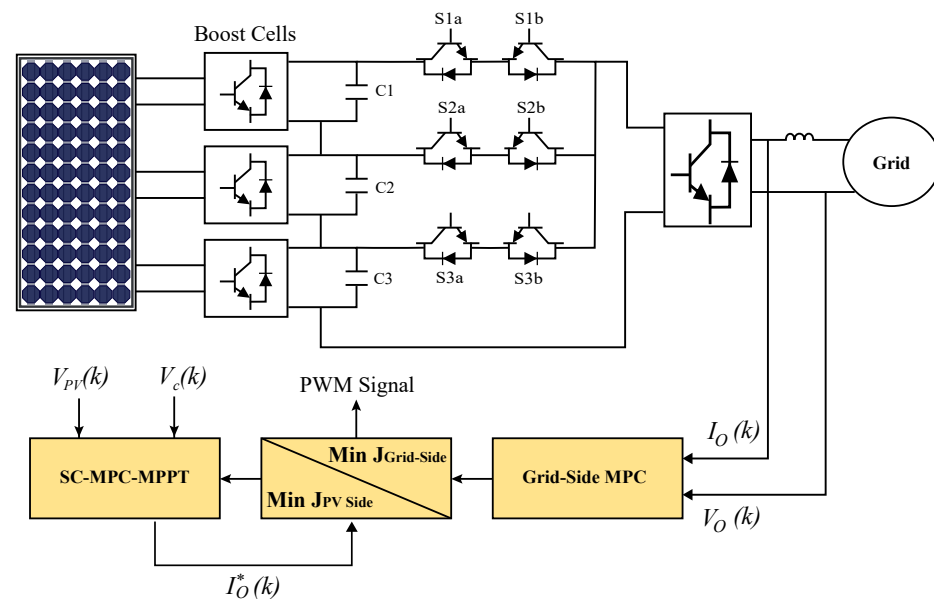 S1a
S1b
Boost Cells
C1
S2a
S2b
C2
Grid
S3a
S3b
C3
V_PV(k)
V_c(k)
PWM Signal
I_O (k)
Min J_Grid-Side
SC-MPC-MPPT
Grid-Side MPC
Min J_PV Side
V_O (k)
I_O^*(k)